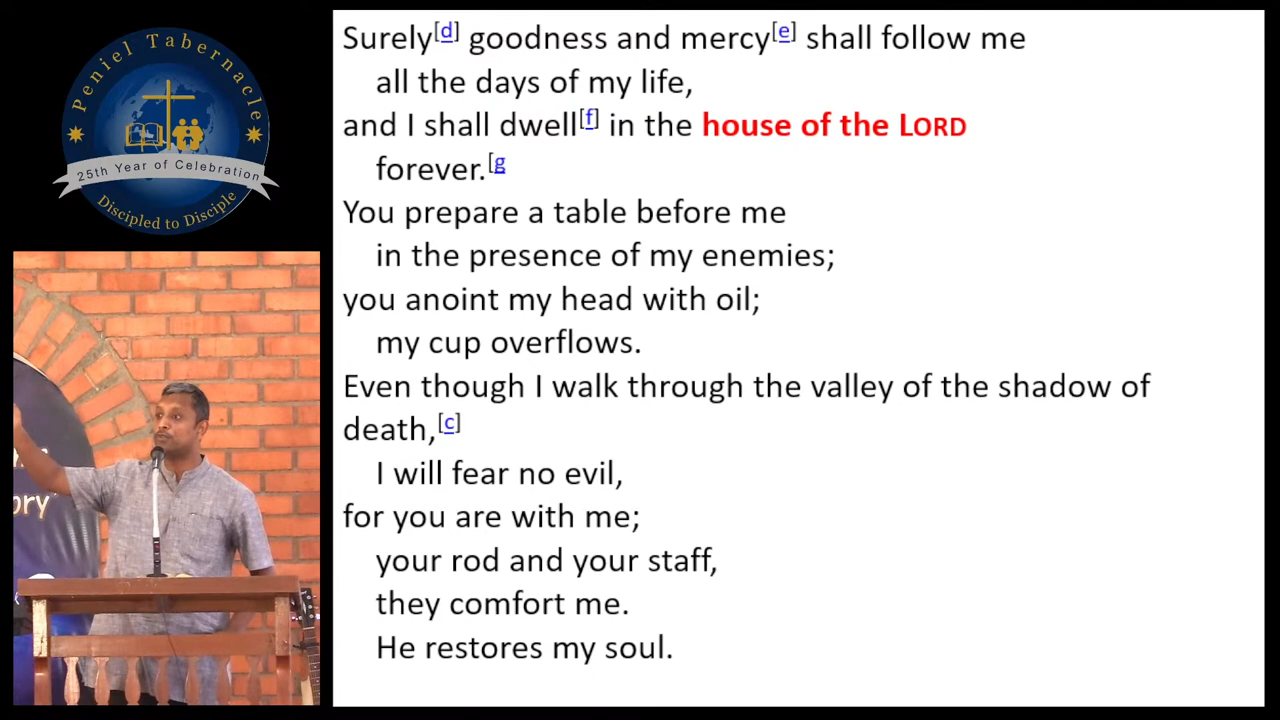 Peniel Tabernacle
25th Year of Celebration
Discipled to Disciple
ory
Surely[d] goodness and mercy[e] shall follow me
all the days of my life,
and I shall dwell[f] in the house of the LORD
forever.[g
You prepare a table before me
in the presence of my enemies;
you anoint my head with oil;
my cup overflows.
Even though I walk through the valley of the shadow of
death,[c]
I will fear no evil,
for you are with me;
your rod and your staff,
they comfort me.
He restores my soul.